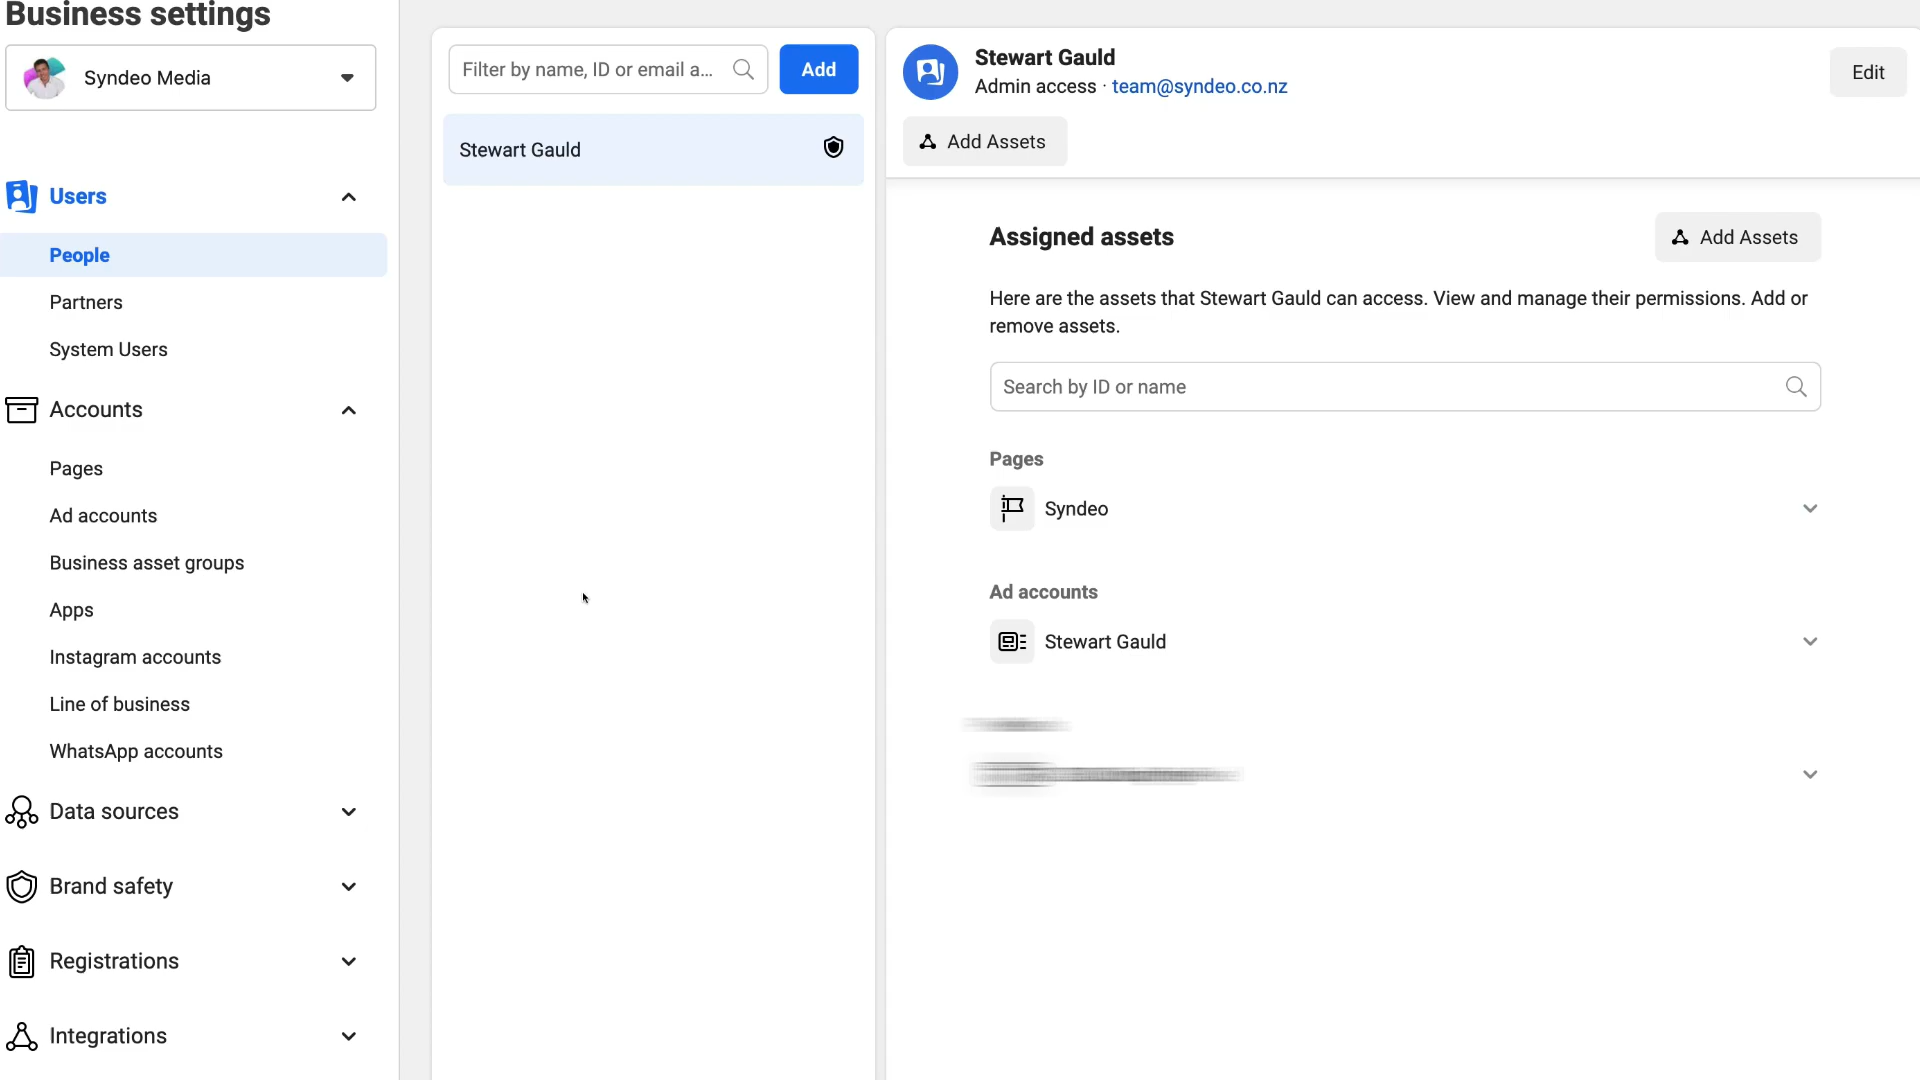 Business settings
Syndeo Media
Users
People
Partners
System Users
Accounts
Pages
Ad accounts
Business asset groups
Apps
Instagram accounts
Line of business
WhatsApp accounts
Data sources
Brand safety
Registrations
Integrations
Filter by name, ID or email a...
Add
Stewart Gauld
Stewart Gauld
Admin access · team@syndeo.co.nz
Edit
Add Assets
Assigned assets
Add Assets
Here are the assets that Stewart Gauld can access. View and manage their permissions. Add or
remove assets.
Search by ID or name
Pages
Syndeo
Ad accounts
Stewart Gauld